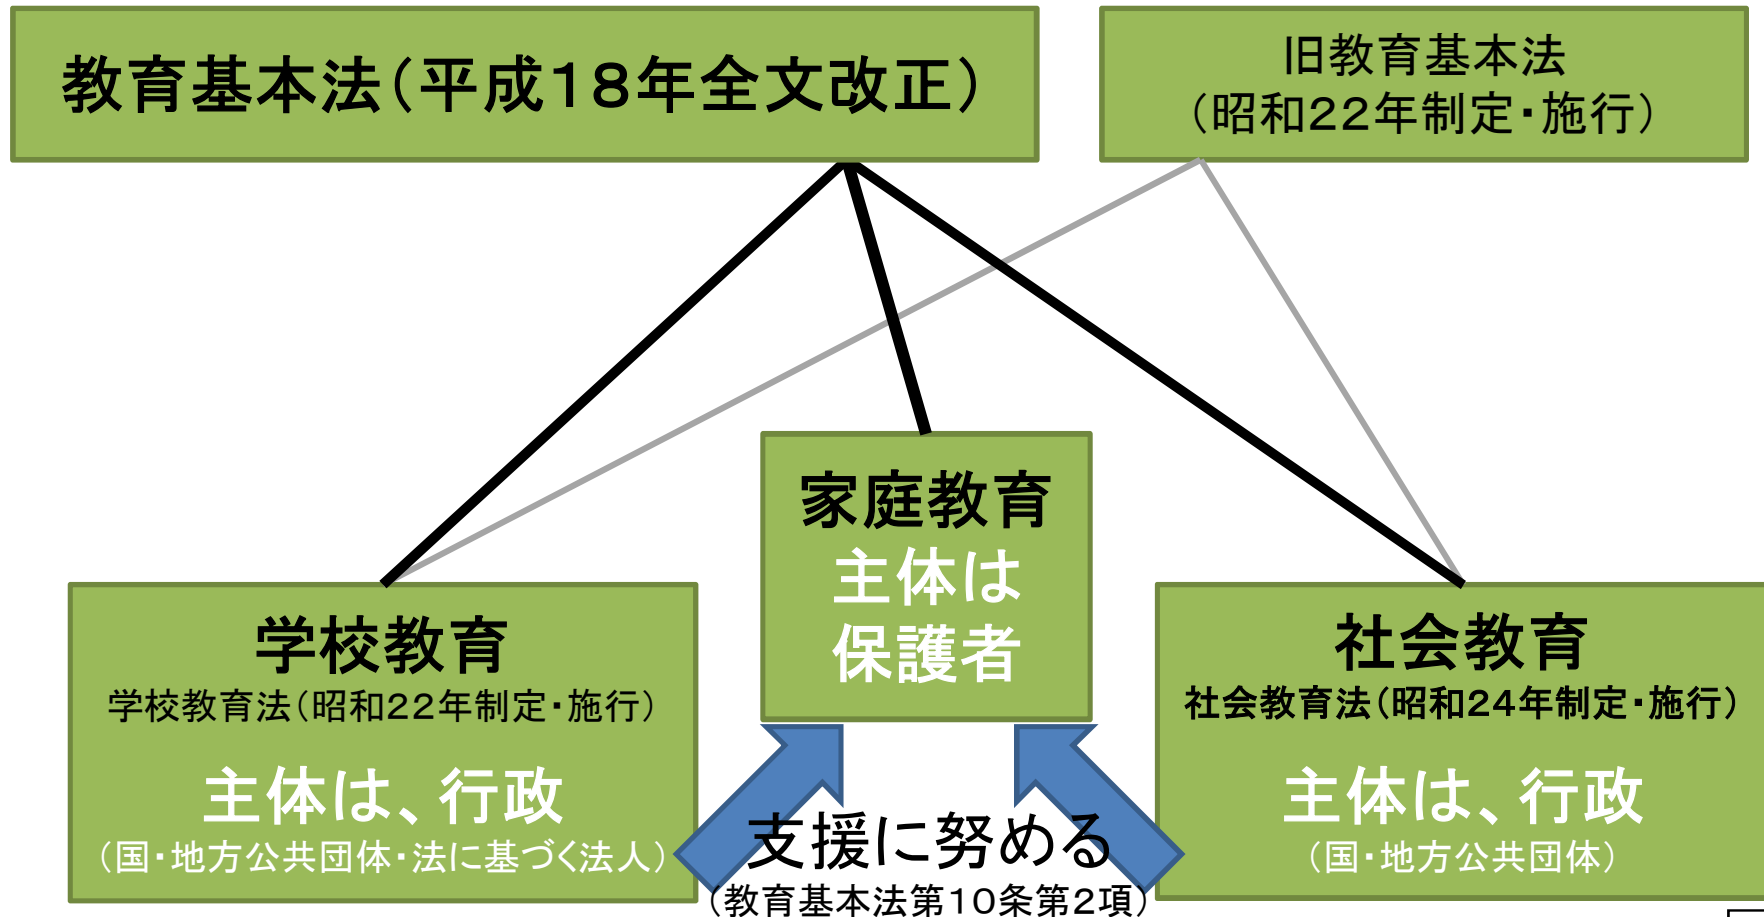 教育基本法（平成１８年全文改正）
旧教育基本法
（昭和２２年制定・施行）
家庭教育
主体は
保護者
学校教育
学校教育法（昭和２２年制定・施行）
主体は、行政
（国・地方公共団体・法に基づく法人）
社会教育
社会教育法（昭和２４年制定・施行）
主体は、行政
（国・地方公共団体）
支援に努める
（教育基本法第１０条第２項）